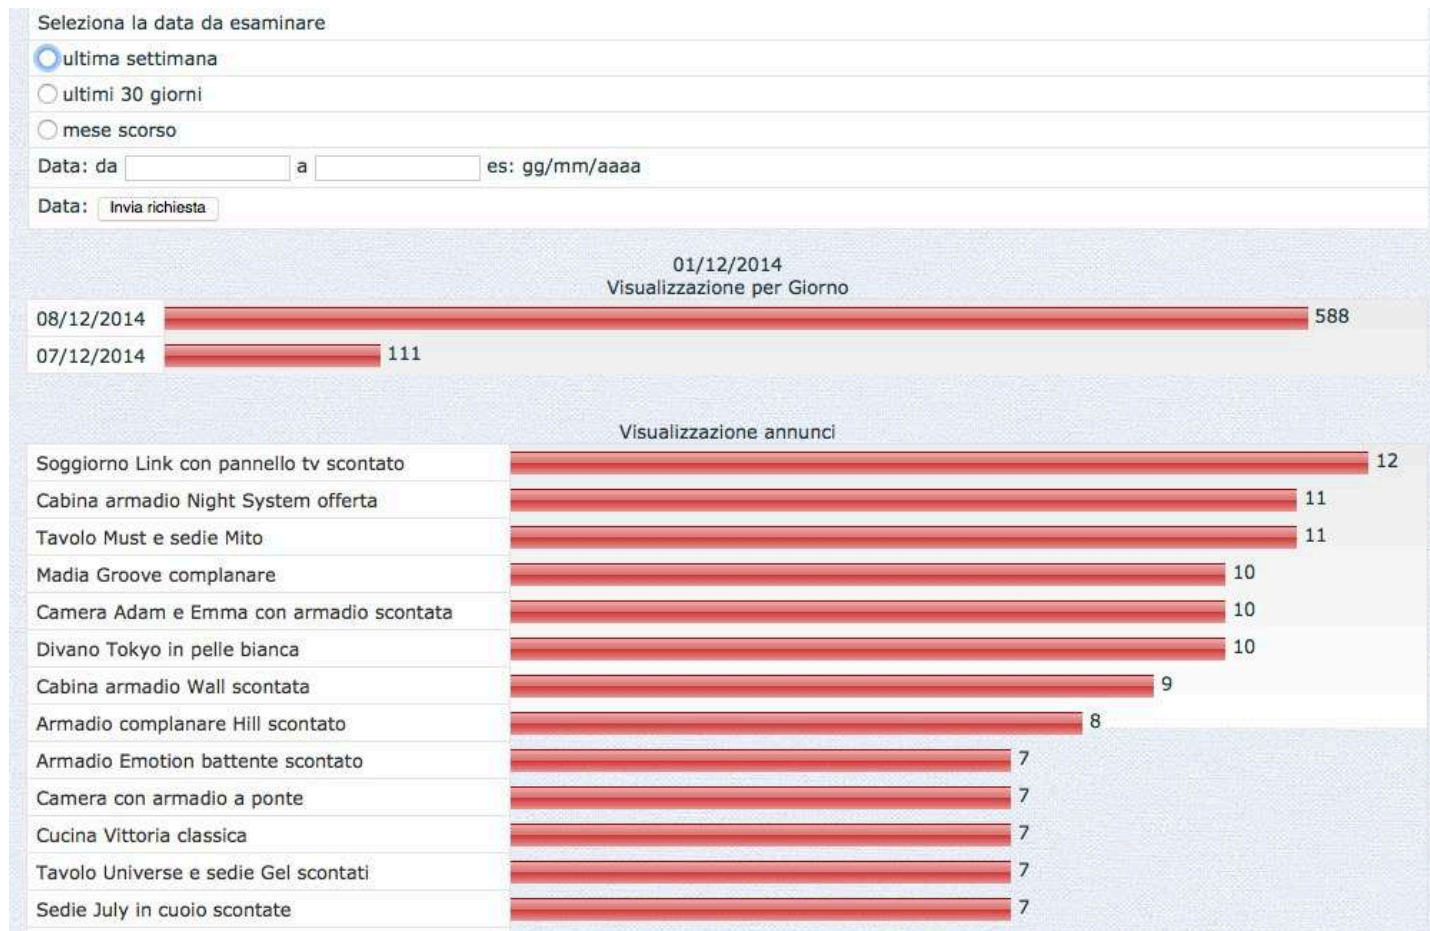 Seleziona la data da esaminare
ultima settimana
ultimi 30 giorni
mese scorso
Data: da a es: gg/mm/aaaa
Data: Invia richiesta
01/12/2014
Visualizzazione per Giorno
08/12/2014 588
07/12/2014 111
Visualizzazione annunci
Soggiorno Link con pannello tv scontato 12
Cabina armadio Night System offerta 11
Tavolo Must e sedie Mito 11
Madia Groove complanare 10
Camera Adam e Emma con armadio scontata 10
Divano Tokyo in pelle bianca 10
Cabina armadio Wall scontata 9
Armadio complanare Hill scontato 8
Armadio Emotion battente scontato 7
Camera con armadio a ponte 7
Cucina Vittoria classica 7
Tavolo Universe e sedie Gel scontati 7
Sedie July in cuoio scontate 7